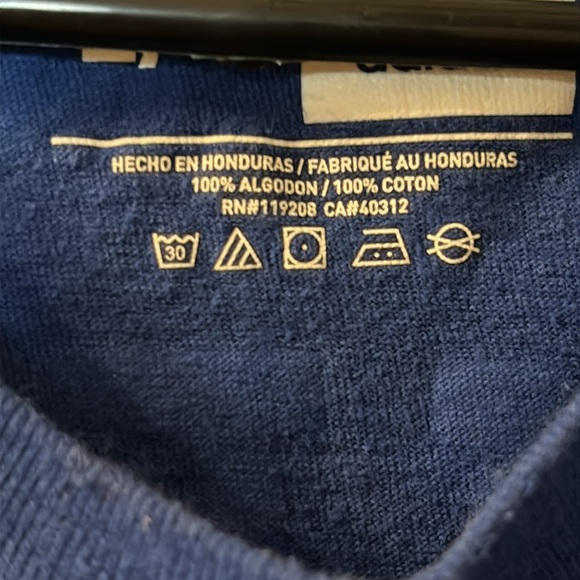 HECHO EN HONDURAS / FABRIQUÉ AU HONDURAS
100% ALGODON / 100% COTON
RN#119208 CA#40312
30